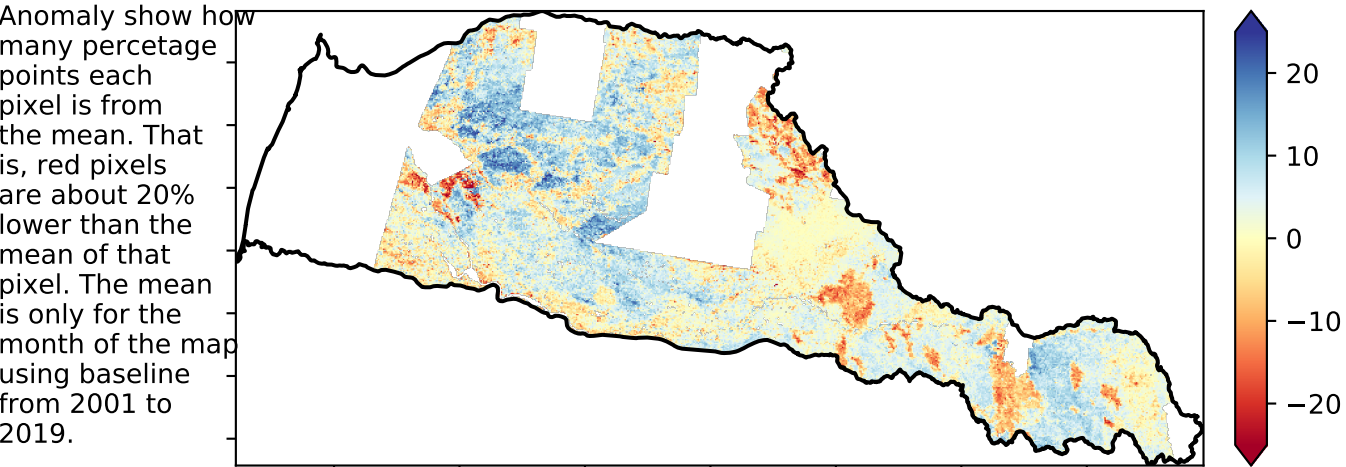 Anomaly show how
many percetage
points each
pixel is from
the mean. That
is, red pixels
are about 20%
lower than the
mean of that
pixel. The mean
is only for the
month of the map
using baseline
from 2001 to
2019.
20
10
0
−10
−20